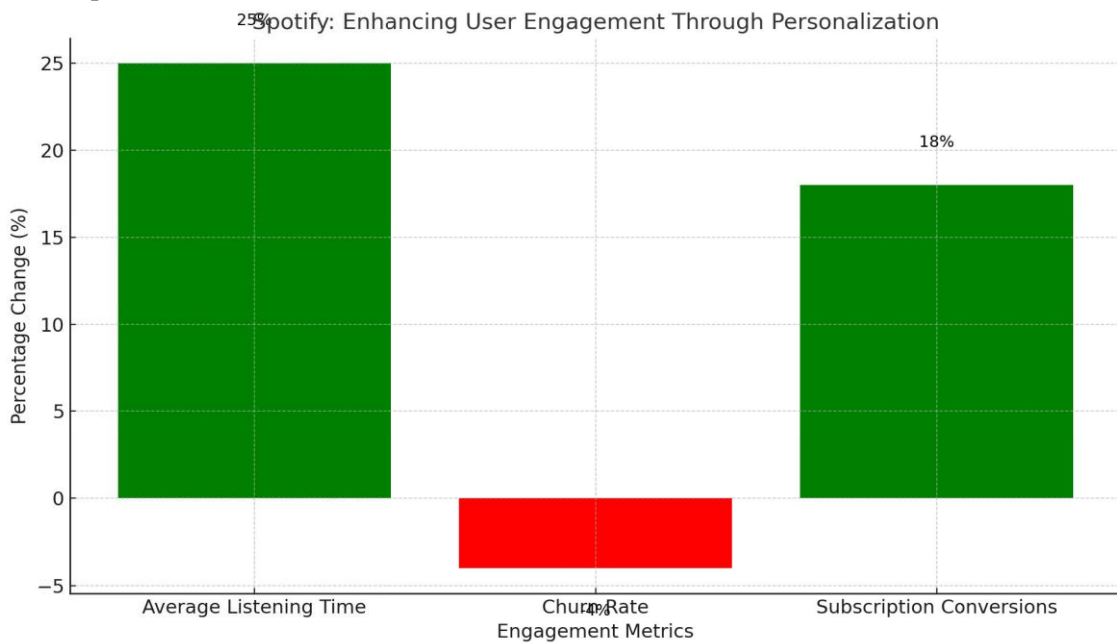 25%
Spotify: Enhancing User Engagement Through Personalization
25
20
15
10
5
0
−5
Percentage Change (%)
18%
-4%
Average Listening Time
Churn Rate
Subscription Conversions
Engagement Metrics